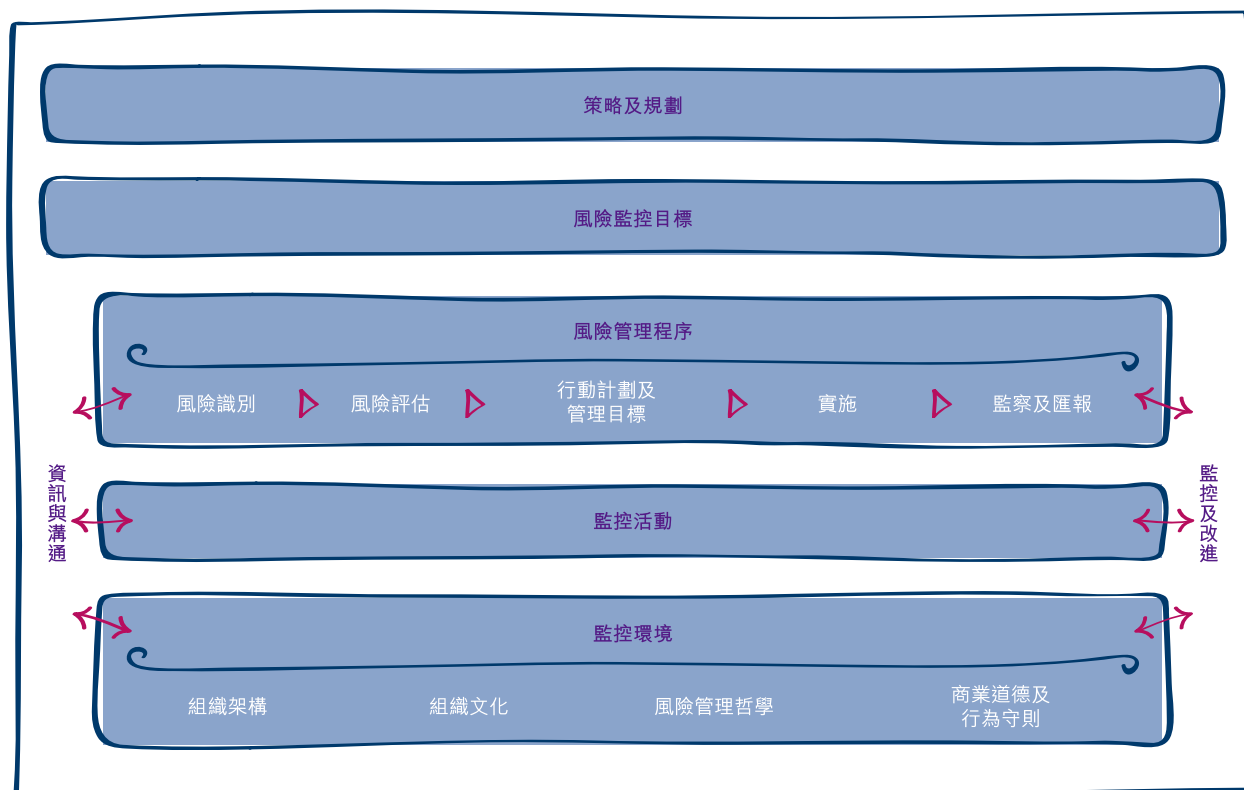 策略及規劃
風險監控目標
風險管理程序
風險識別
風險評估
行動計劃及
管理目標
實施
監察及匯報
資訊與溝通
監控活動
監控及改進
監控環境
組織架構
組織文化
風險管理哲學
商業道德及
行為守則